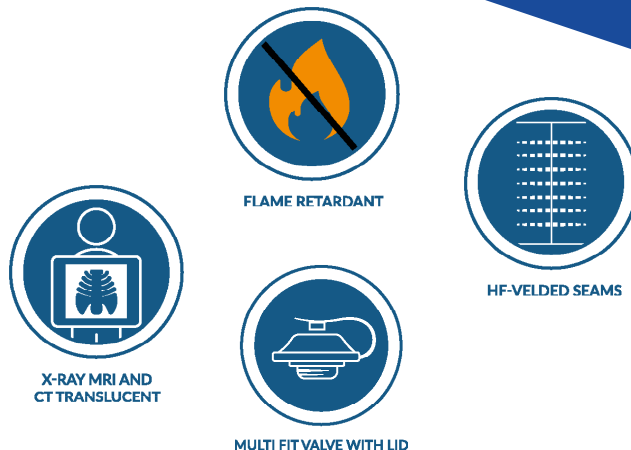 FLAME RETARDANT
HF-VELDED SEAMS
X-RAY MRI AND
CT TRANSLUCENT
MULTI FIT VALVE WITH LID